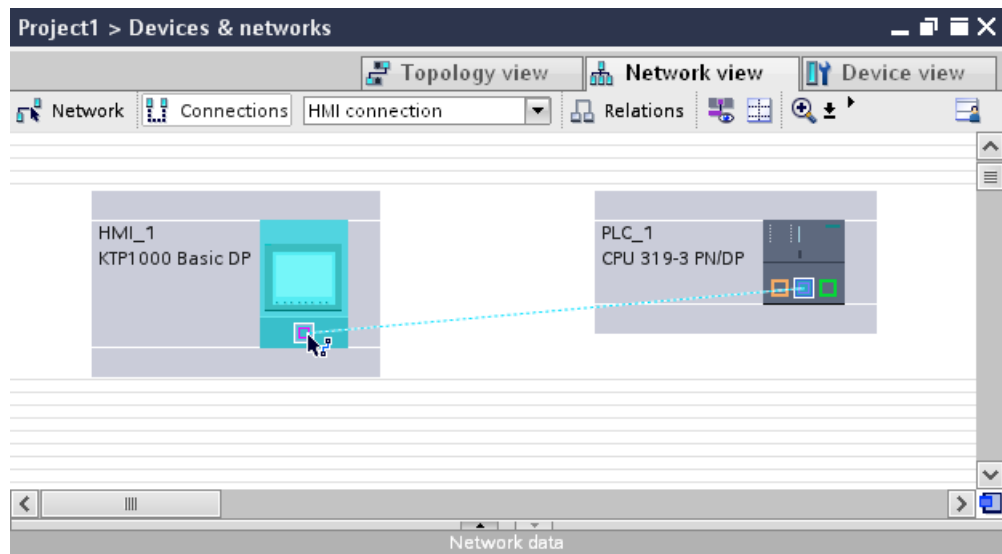 Project1 > Devices & networks
Topology view
Network view
Device view
Network
Connections
HMI connection
Relations
HMI_1
KTP1000 Basic DP
PLC_1
CPU 319-3 PN/DP
Network data